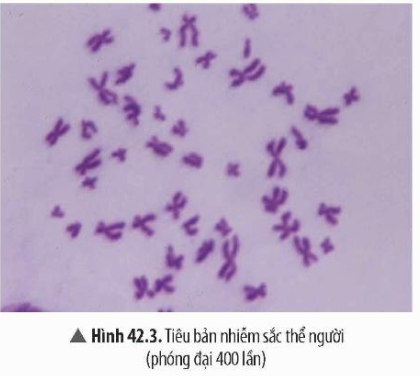 ▲ Hình 42.3. Tiêu bản nhiễm sắc thể người
(phóng đại 400 lần)